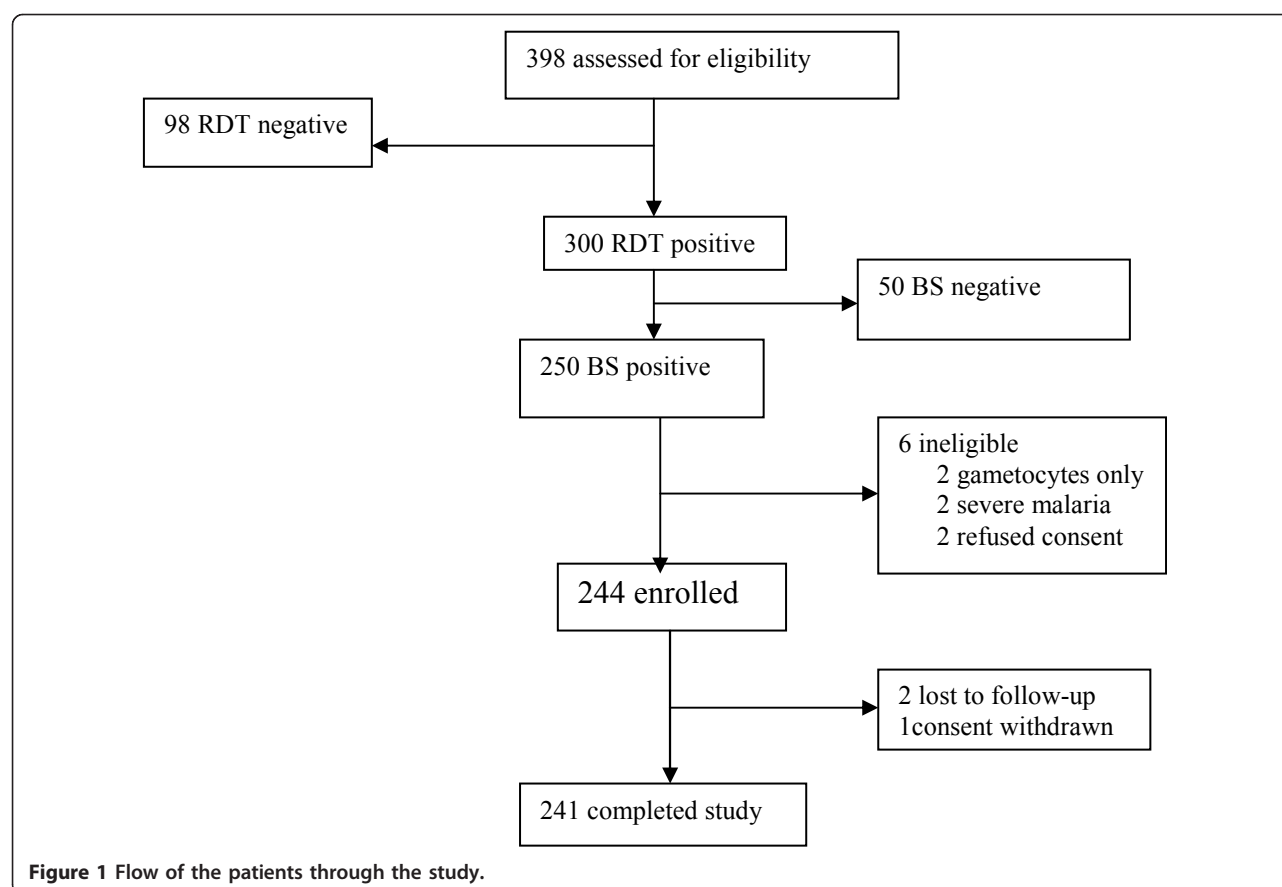 398 assessed for eligibility
98 RDT negative
300 RDT positive
50 BS negative
250 BS positive
6 ineligible
2 gametocytes only
2 severe malaria
2 refused consent
244 enrolled
2 lost to follow-up
1consent withdrawn
241 completed study
Figure 1 Flow of the patients through the study.